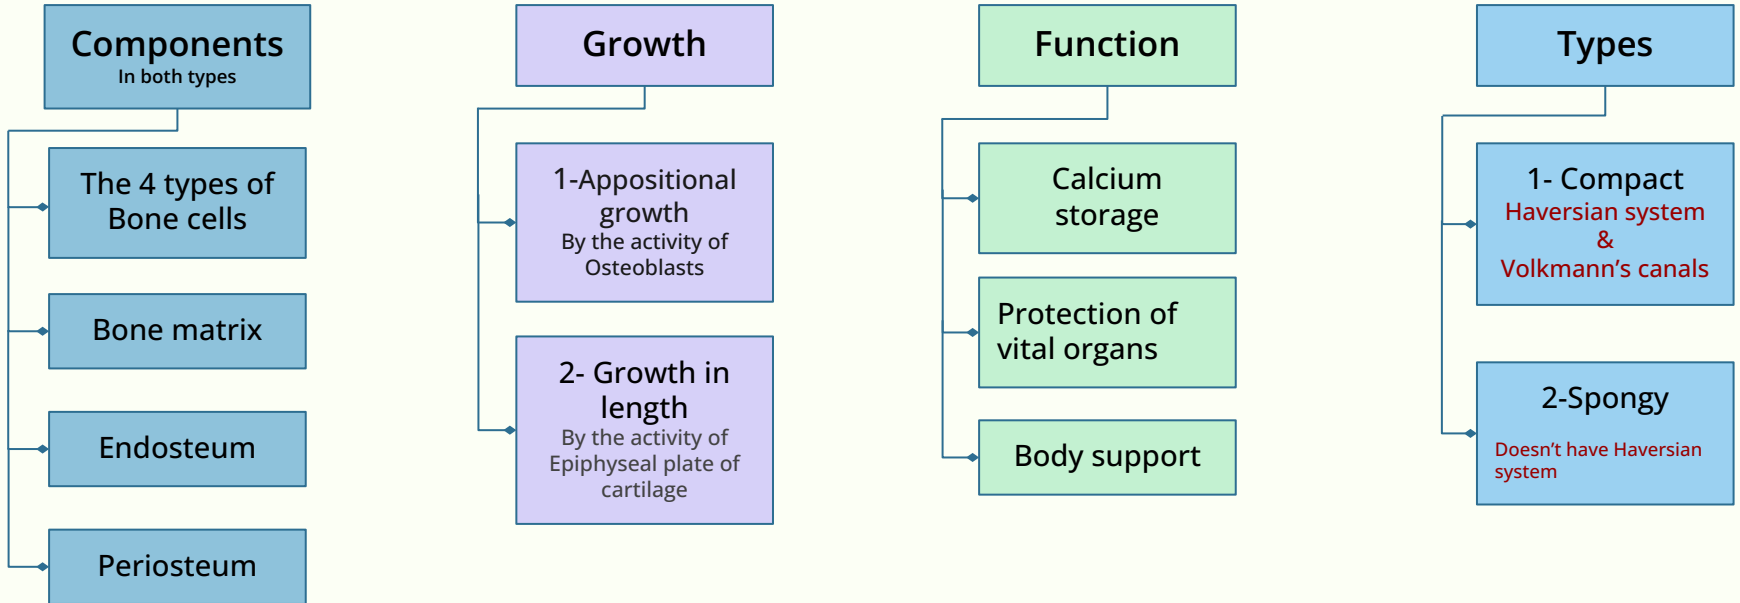 Components
In both types
The 4 types of
Bone cells
Bone matrix
Endosteum
Periosteum
Growth
1-Appositional
growth
By the activity of
Osteoblasts
2- Growth in
length
By the activity of
Epiphyseal plate of
cartilage
Function
Calcium
storage
Protection of
vital organs
Body support
Types
1- Compact
Haversian system
&
Volkmann’s canals
2-Spongy
Doesn’t have Haversian
system